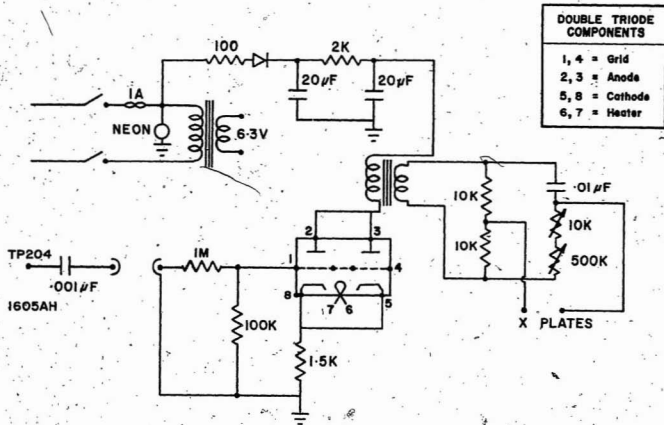 DOUBLE TRIODE
COMPONENTS
1, 4 = Grid
2, 3 = Anode
5, 8 = Cathode
6, 7 = Heater
100
2K
20µF
20µF
1A
NEON
6·3V
10K
10K
·01µF
10K
500K
X PLATES
TP204
·001µF
1605AH
1M
100K
1·5K
1
2
3
4
8
7
6
5